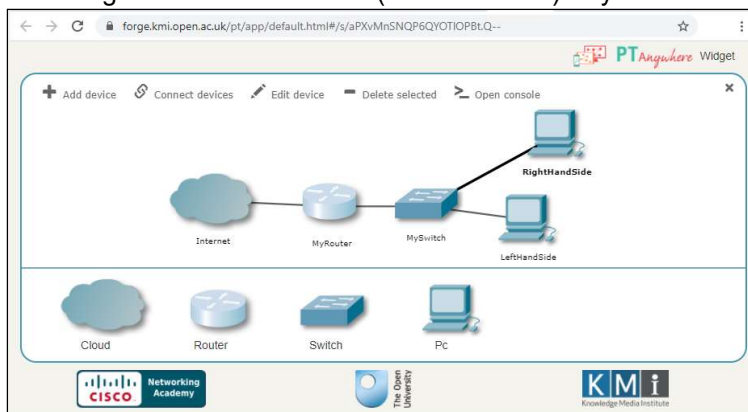 forge.kmi.open.ac.uk/pt/app/default.html#/s/aPXvMnSNQP6QYOTIOPBt.Q--
PTAnywhere Widget
Add device Connect devices Edit device Delete selected >_ Open console
RightHandSide
Internet
MyRouter
MySwitch
LeftHandSide
Cloud Router Switch Pc
CISCO Networking Academy
The Open University
KMi
Knowledge Media Institute